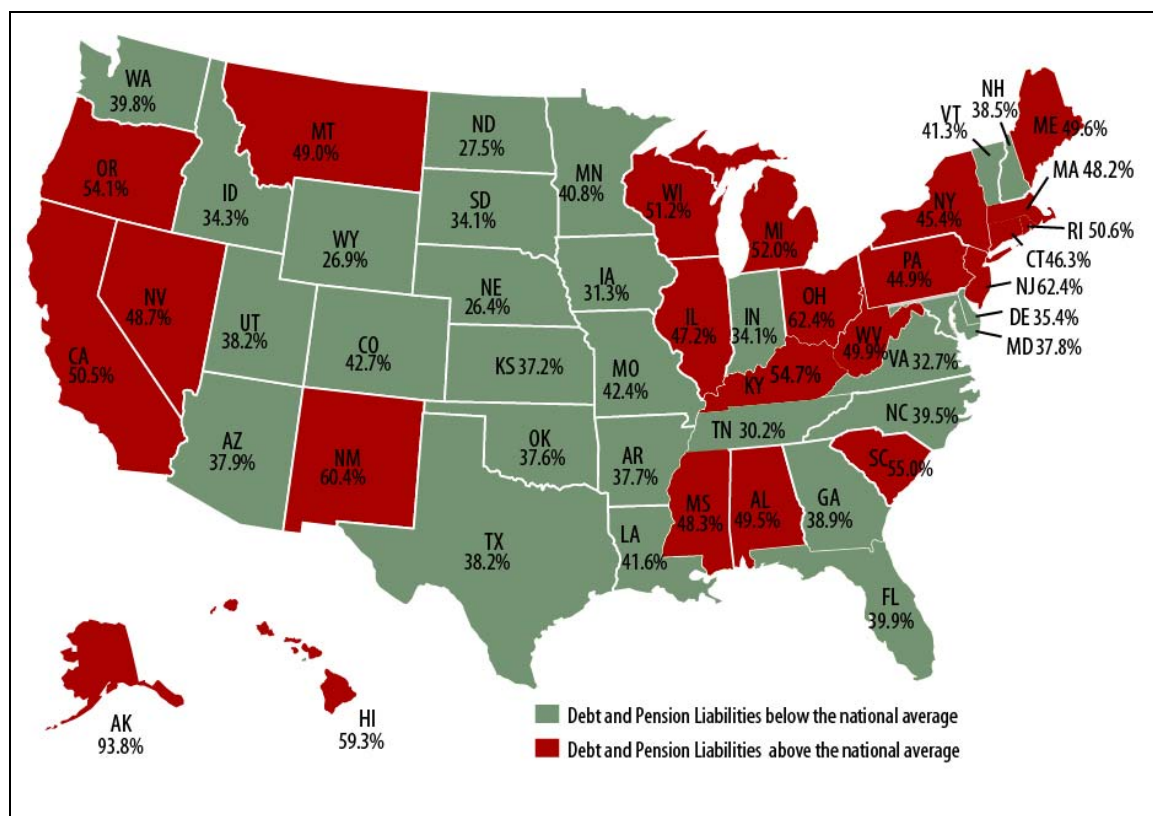 WA
39.8%
MT
49.0%
ND
27.5%
MN
40.8%
VT
41.3%
NH
38.5%
ME 49.6%
MA 48.2%
OR
54.1%
ID
34.3%
SD
34.1%
WI
51.2%
MI
52.0%
NY
45.4%
RI 50.6%
CT46.3%
WY
26.9%
IA
31.3%
PA
44.9%
NJ 62.4%
NE
26.4%
NV
48.7%
UT
38.2%
CO
42.7%
IL
47.2%
IN
34.1%
OH
62.4%
DE 35.4%
MD 37.8%
WV
49.9%
VA 32.7%
CA
50.5%
KS 37.2%
MO
42.4%
KY 54.7%
NC 39.5%
TN 30.2%
AZ
37.9%
NM
60.4%
OK
37.6%
AR
37.7%
SC55.0%
MS
48.3%
AL
49.5%
GA
38.9%
TX
38.2%
LA
41.6%
FL
39.9%
AK
93.8%
HI
59.3%
Debt and Pension Liabilities below the national average
Debt and Pension Liabilities above the national average